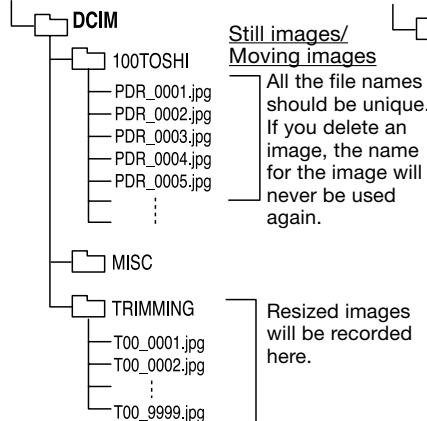 DCIM
Still images/
Moving images
100TOSHI
All the file names
should be unique.
If you delete an
image, the name
for the image will
never be used
again.
PDR_0001.jpg
PDR_0002.jpg
PDR_0003.jpg
PDR_0004.jpg
PDR_0005.jpg
MISC
TRIMMING
Resized images
will be recorded
here.
T00_0001.jpg
T00_0002.jpg
T00_9999.jpg